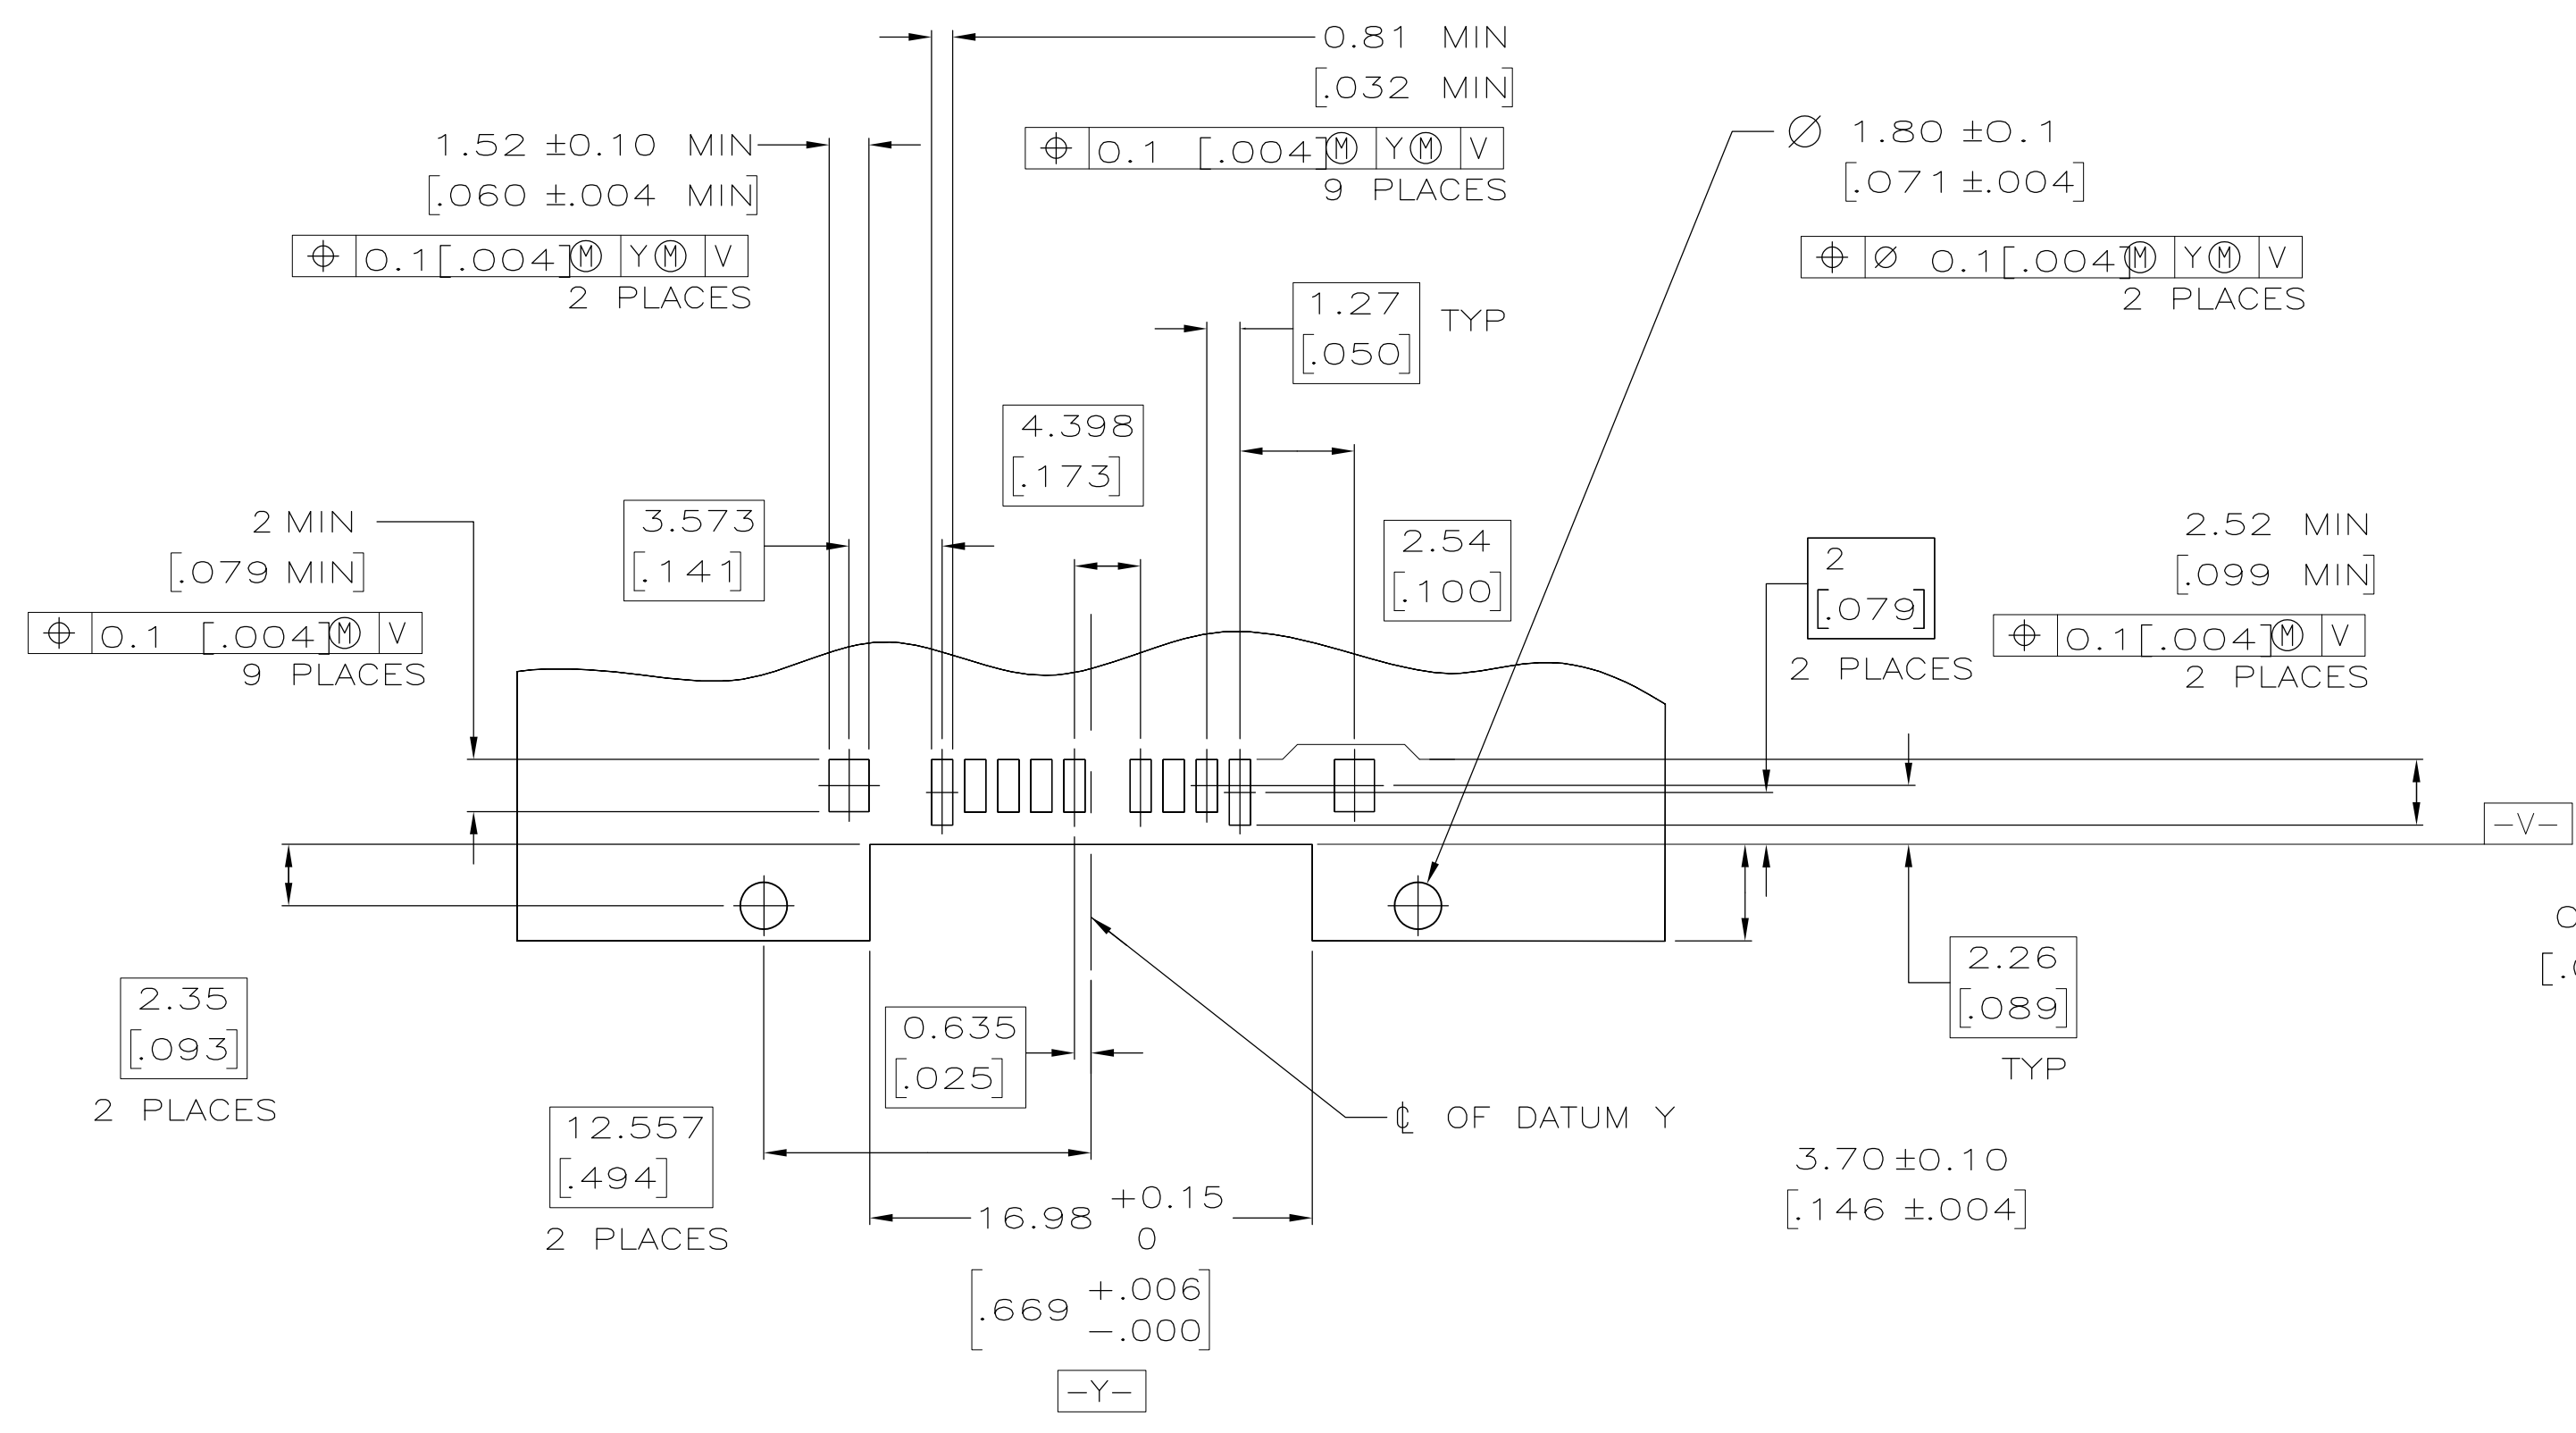 0.81 MIN
[.032 MIN]
⌖ 0.1 [.004]Ⓜ YⓂ V
9 PLACES
1.52 ±0.10 MIN
[.060 ±.004 MIN]
⌖ 0.1[.004]Ⓜ YⓂ V
2 PLACES
Ø 1.80 ±0.1
[.071 ±.004]
⌖ Ø 0.1[.004]Ⓜ YⓂ V
2 PLACES
1.27 TYP
[.050]
4.398
[.173]
3.573
[.141]
2 MIN
[.079 MIN]
⌖ 0.1 [.004]Ⓜ V
9 PLACES
2.54
[.100]
2
[.079]
2 PLACES
2.52 MIN
[.099 MIN]
⌖ 0.1[.004]Ⓜ V
2 PLACES
-V-
2.35
[.093]
2 PLACES
0.635
[.025]
2.26
[.089]
TYP
℄ OF DATUM Y
12.557
[.494]
2 PLACES
3.70 ±0.10
[.146 ±.004]
16.98 +0.15
0
[.669 +.006
-.000]
-Y-